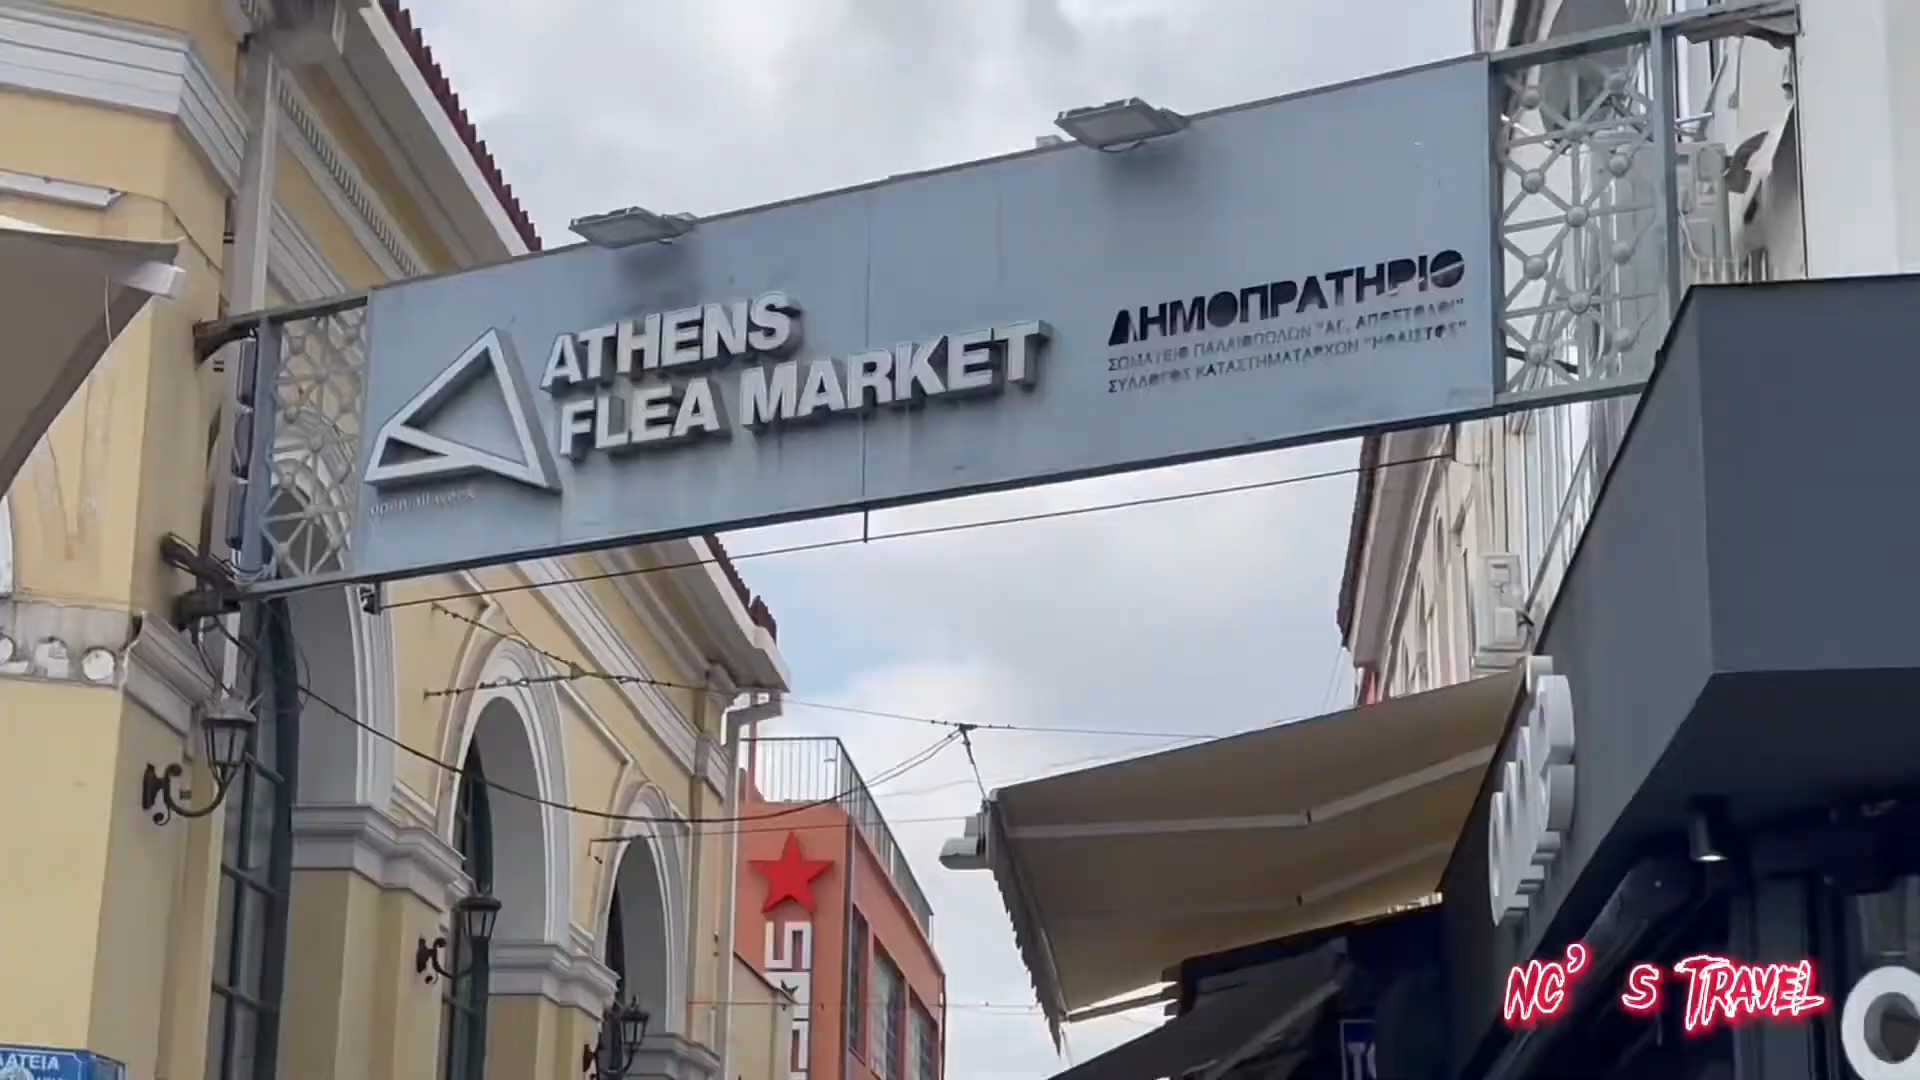 ATHENS
FLEA MARKET
open all week
ΔΗΜΟΠΡΑΤΗΡΙΟ
ΣΩΜΑΤΕΙΟ ΠΑΛΑΙΟΠΩΛΩΝ "ΑΓ. ΑΠΟΣΤΟΛΟΙ"
ΣΥΛΛΟΓΟΣ ΚΑΤΑΣΤΗΜΑΤΑΡΧΩΝ "ΗΦΑΙΣΤΟΣ"
NC's TRAVEL